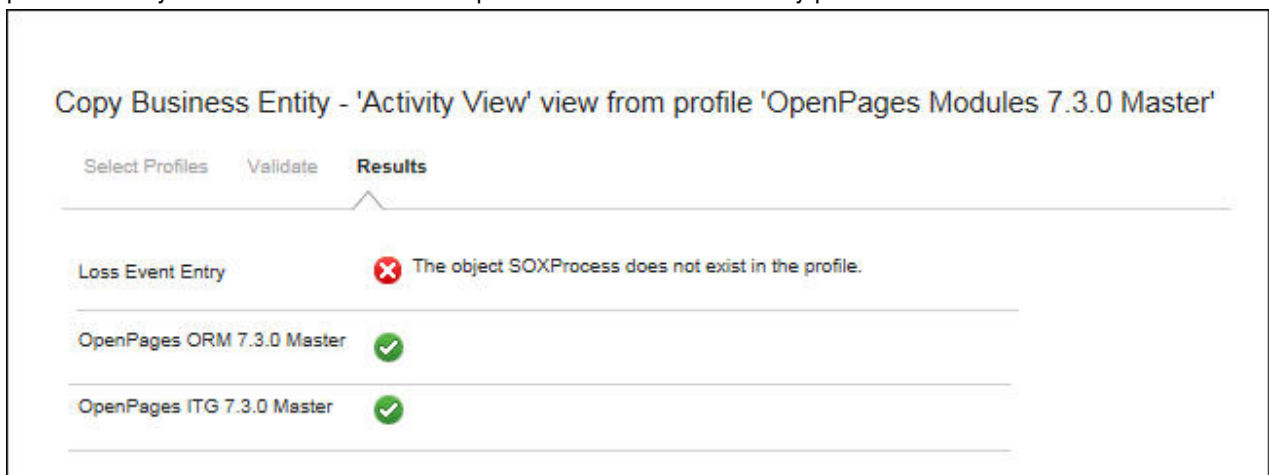 Copy Business Entity - 'Activity View' view from profile 'OpenPages Modules 7.3.0 Master'
Select Profiles Validate Results
Loss Event Entry The object SOXProcess does not exist in the profile.
OpenPages ORM 7.3.0 Master
OpenPages ITG 7.3.0 Master